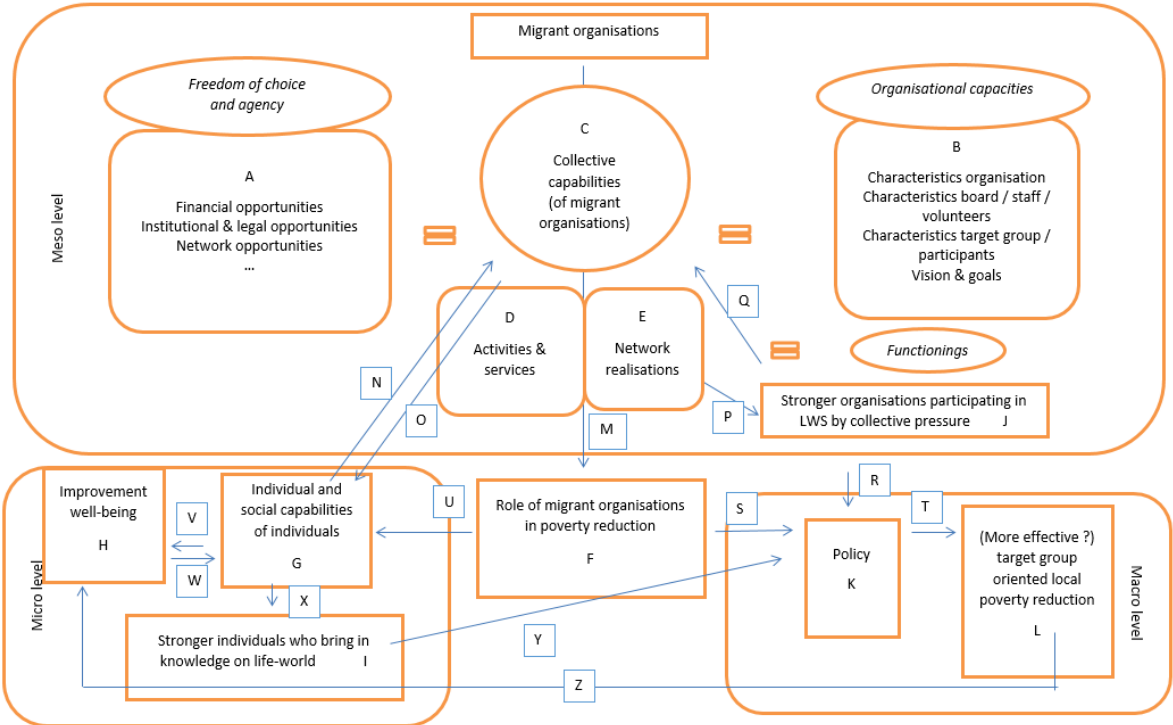 Migrant organisations
Freedom of choice
and agency
Organisational capacities
Meso level
A
Financial opportunities
Institutional & legal opportunities
Network opportunities
...
C
Collective
capabilities
(of migrant
organisations)
B
Characteristics organisation
Characteristics board / staff /
volunteers
Characteristics target group /
participants
Vision & goals
D
Activities &
services
E
Network
realisations
Q
Functionings
N
O
M
P
Stronger organisations participating in
LWS by collective pressure J
Micro level
Improvement
well-being
H
V
W
Individual and
social capabilities
of individuals
G
U
Role of migrant organisations
in poverty reduction
F
S
R
T
Policy
K
(More effective ?)
target group
oriented local
poverty reduction
L
Macro level
X
Stronger individuals who bring in
knowledge on life-world I
Y
Z